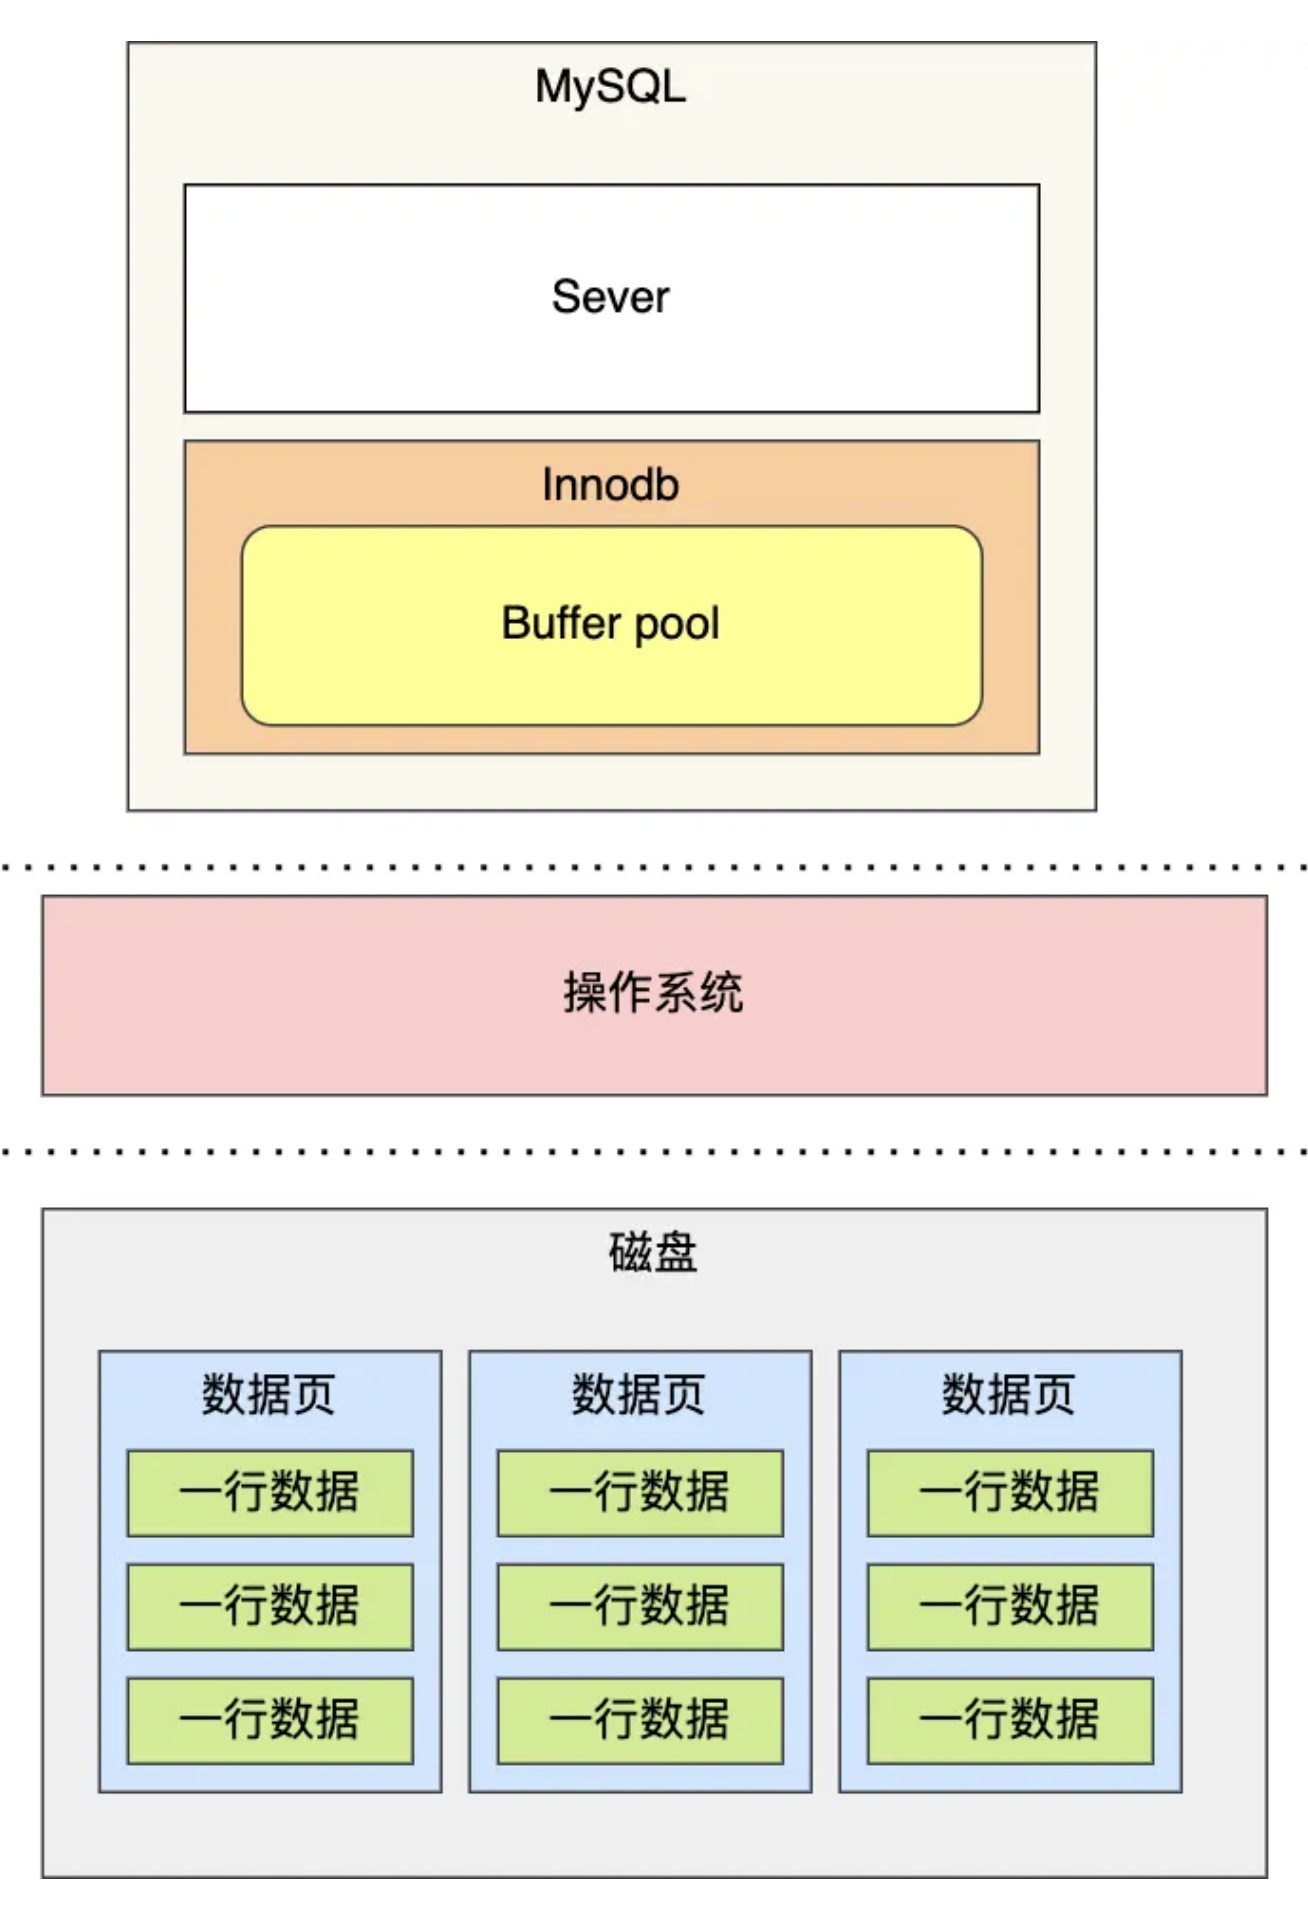 MySQL
Sever
Innodb
Buffer pool
操作系统
磁盘
数据页 数据页 数据页
一行数据 一行数据 一行数据
一行数据 一行数据 一行数据
一行数据 一行数据 一行数据